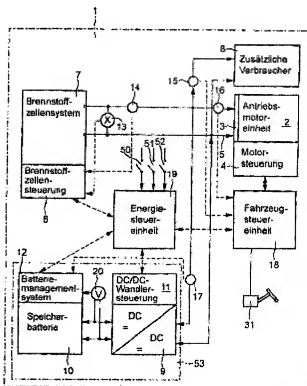 1
7
Brennstoff-
zellensystem
Brennstoff-
zellensteuerung
8
14
X
13
15
6
Zusätzliche
Verbraucher
16
Antriebs-
motor-
einheit
2
3
5
Motor-
steuerung
4
50
51
52
19
Energie-
steuer-
einheit
Fahrzeug-
steuer-
einheit
18
12
Batterie-
management-
system
20
V
Speicher-
batterie
10
DC/DC-
Wandler-
steuerung
11
DC
=
=
DC
9
17
53
31